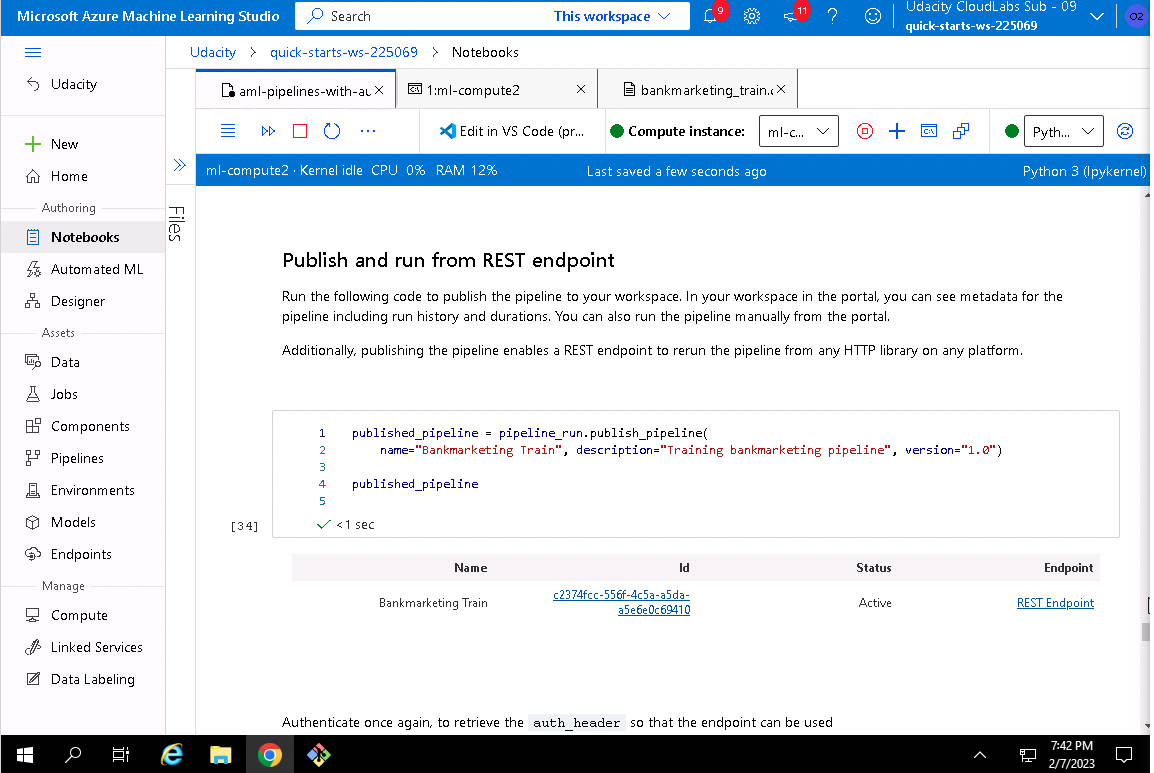 Microsoft Azure Machine Learning Studio
Search
This workspace
9
11
Udacity CloudLabs Sub - 09
quick-starts-ws-225069
O2
Udacity > quick-starts-ws-225069 > Notebooks
Udacity
New
Home
Authoring
Notebooks
Automated ML
Designer
Assets
Data
Jobs
Components
Pipelines
Environments
Models
Endpoints
Manage
Compute
Linked Services
Data Labeling
Files
aml-pipelines-with-au
1:ml-compute2
bankmarketing_train.c
Edit in VS Code (pr...
Compute instance:
ml-c...
Pyth...
ml-compute2 · Kernel idle CPU 0% RAM 12%
Last saved a few seconds ago
Python 3 (Ipykernel)
Publish and run from REST endpoint
Run the following code to publish the pipeline to your workspace. In your workspace in the portal, you can see metadata for the
pipeline including run history and durations. You can also run the pipeline manually from the portal.
Additionally, publishing the pipeline enables a REST endpoint to rerun the pipeline from any HTTP library on any platform.
1 published_pipeline = pipeline_run.publish_pipeline(
2 name="Bankmarketing Train", description="Training bankmarketing pipeline", version="1.0")
3
4 published_pipeline
5
[34]
<1 sec
Name Id Status Endpoint
Bankmarketing Train c2374fcc-556f-4c5a-a5da- Active REST Endpoint
a5e6e0c69410
Authenticate once again, to retrieve the auth_header so that the endpoint can be used
7:42 PM
2/7/2023